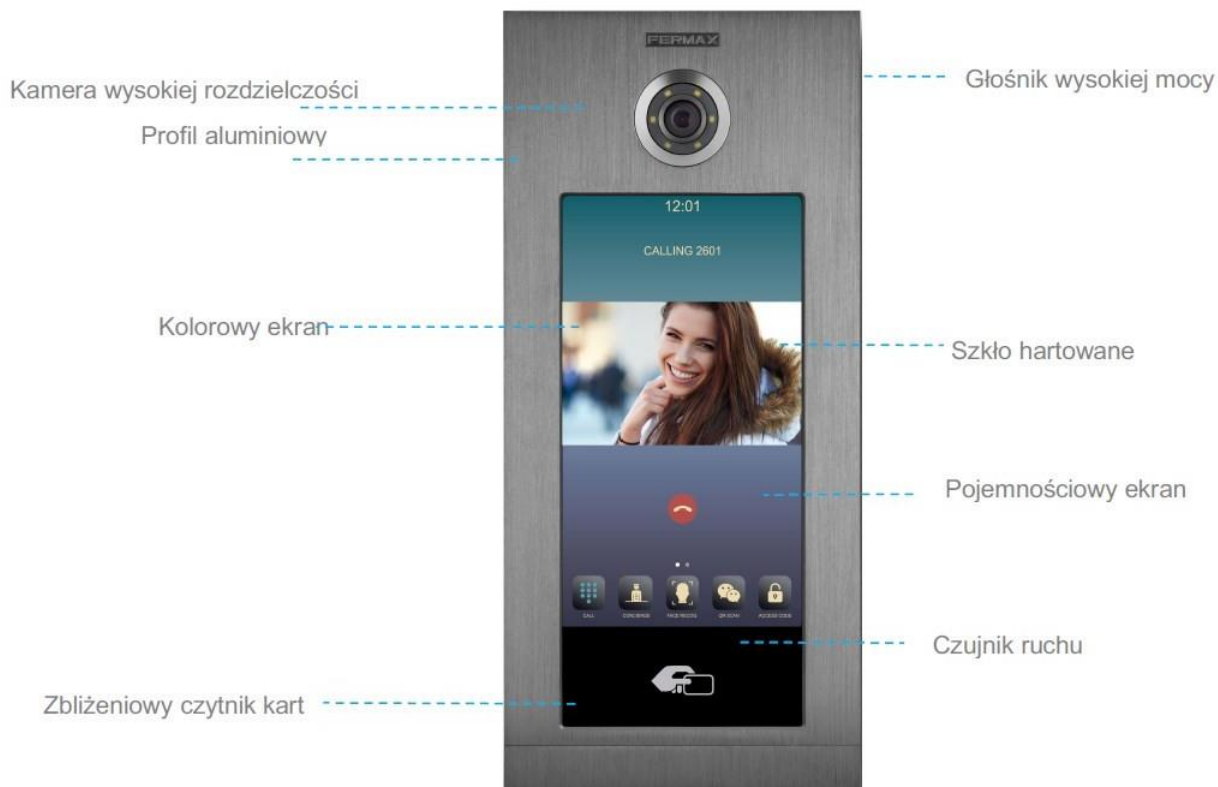 FERMAX
Kamera wysokiej rozdzielczości
Głośnik wysokiej mocy
Profil aluminiowy
12:01
CALLING 2601
Kolorowy ekran
Szkło hartowane
Pojemnościowy ekran
CALL
CONCIERGE
FACE RECOG
QR SCAN
ACCESS CODE
Czujnik ruchu
Zbliżeniowy czytnik kart